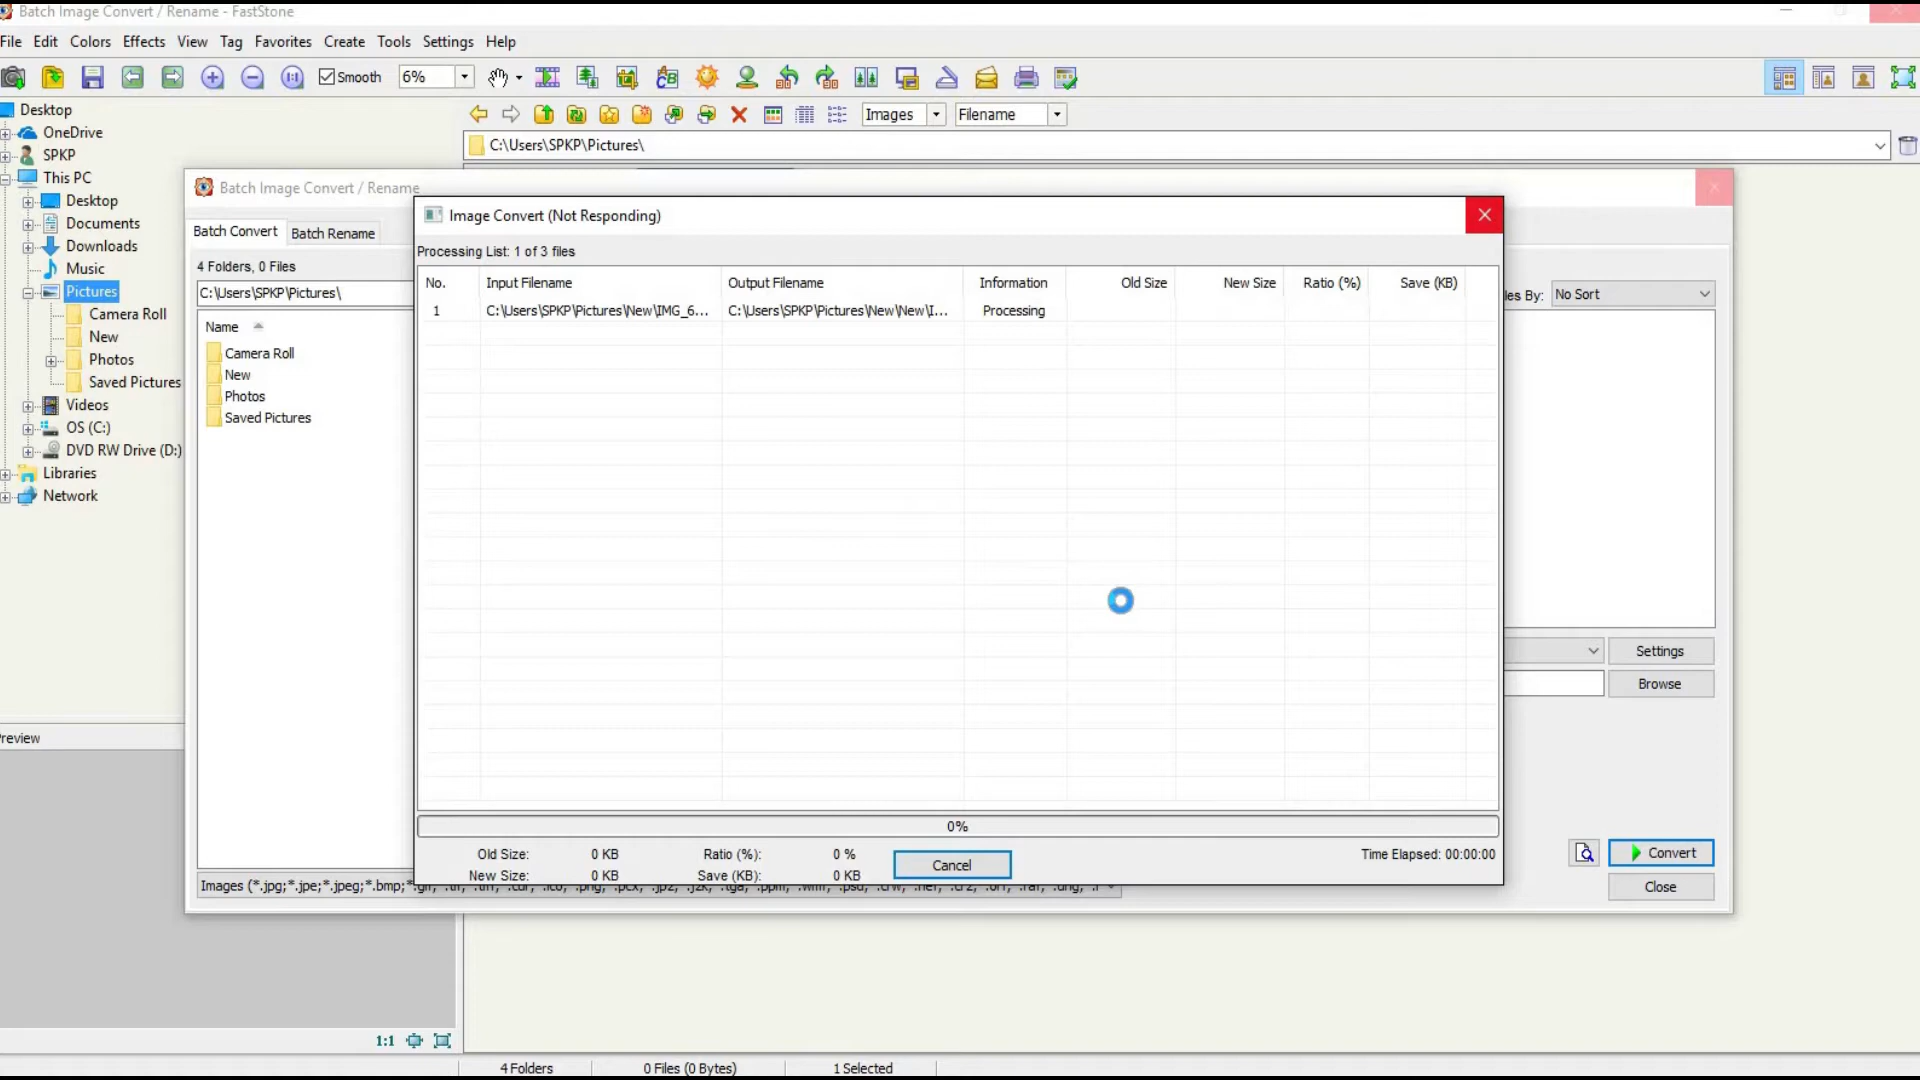 Batch Image Convert / Rename - FastStone
File Edit Colors Effects View Tag Favorites Create Tools Settings Help
Smooth 6%
Images Filename
C:\Users\SPKP\Pictures\
Desktop
OneDrive
SPKP
This PC
Desktop
Documents
Downloads
Music
Pictures
Camera Roll
New
Photos
Saved Pictures
Videos
OS (C:)
DVD RW Drive (D:)
Libraries
Network
review
1:1
Batch Image Convert / Rename
Batch Convert Batch Rename
4 Folders, 0 Files
C:\Users\SPKP\Pictures\
Name
Camera Roll
New
Photos
Saved Pictures
Image Convert (Not Responding)
Processing List: 1 of 3 files
No. Input Filename Output Filename Information Old Size New Size Ratio (%) Save (KB)
1 C:\Users\SPKP\Pictures\New\IMG_6... C:\Users\SPKP\Pictures\New\New\I... Processing
0%
Old Size: 0 KB Ratio (%): 0 % Cancel Time Elapsed: 00:00:00
New Size: 0 KB Save (KB): 0 KB
Images (*.jpg;*.jpe;*.jpeg;*.bmp;
les By: No Sort
Settings
Browse
Convert
Close
4 Folders 0 Files (0 Bytes) 1 Selected